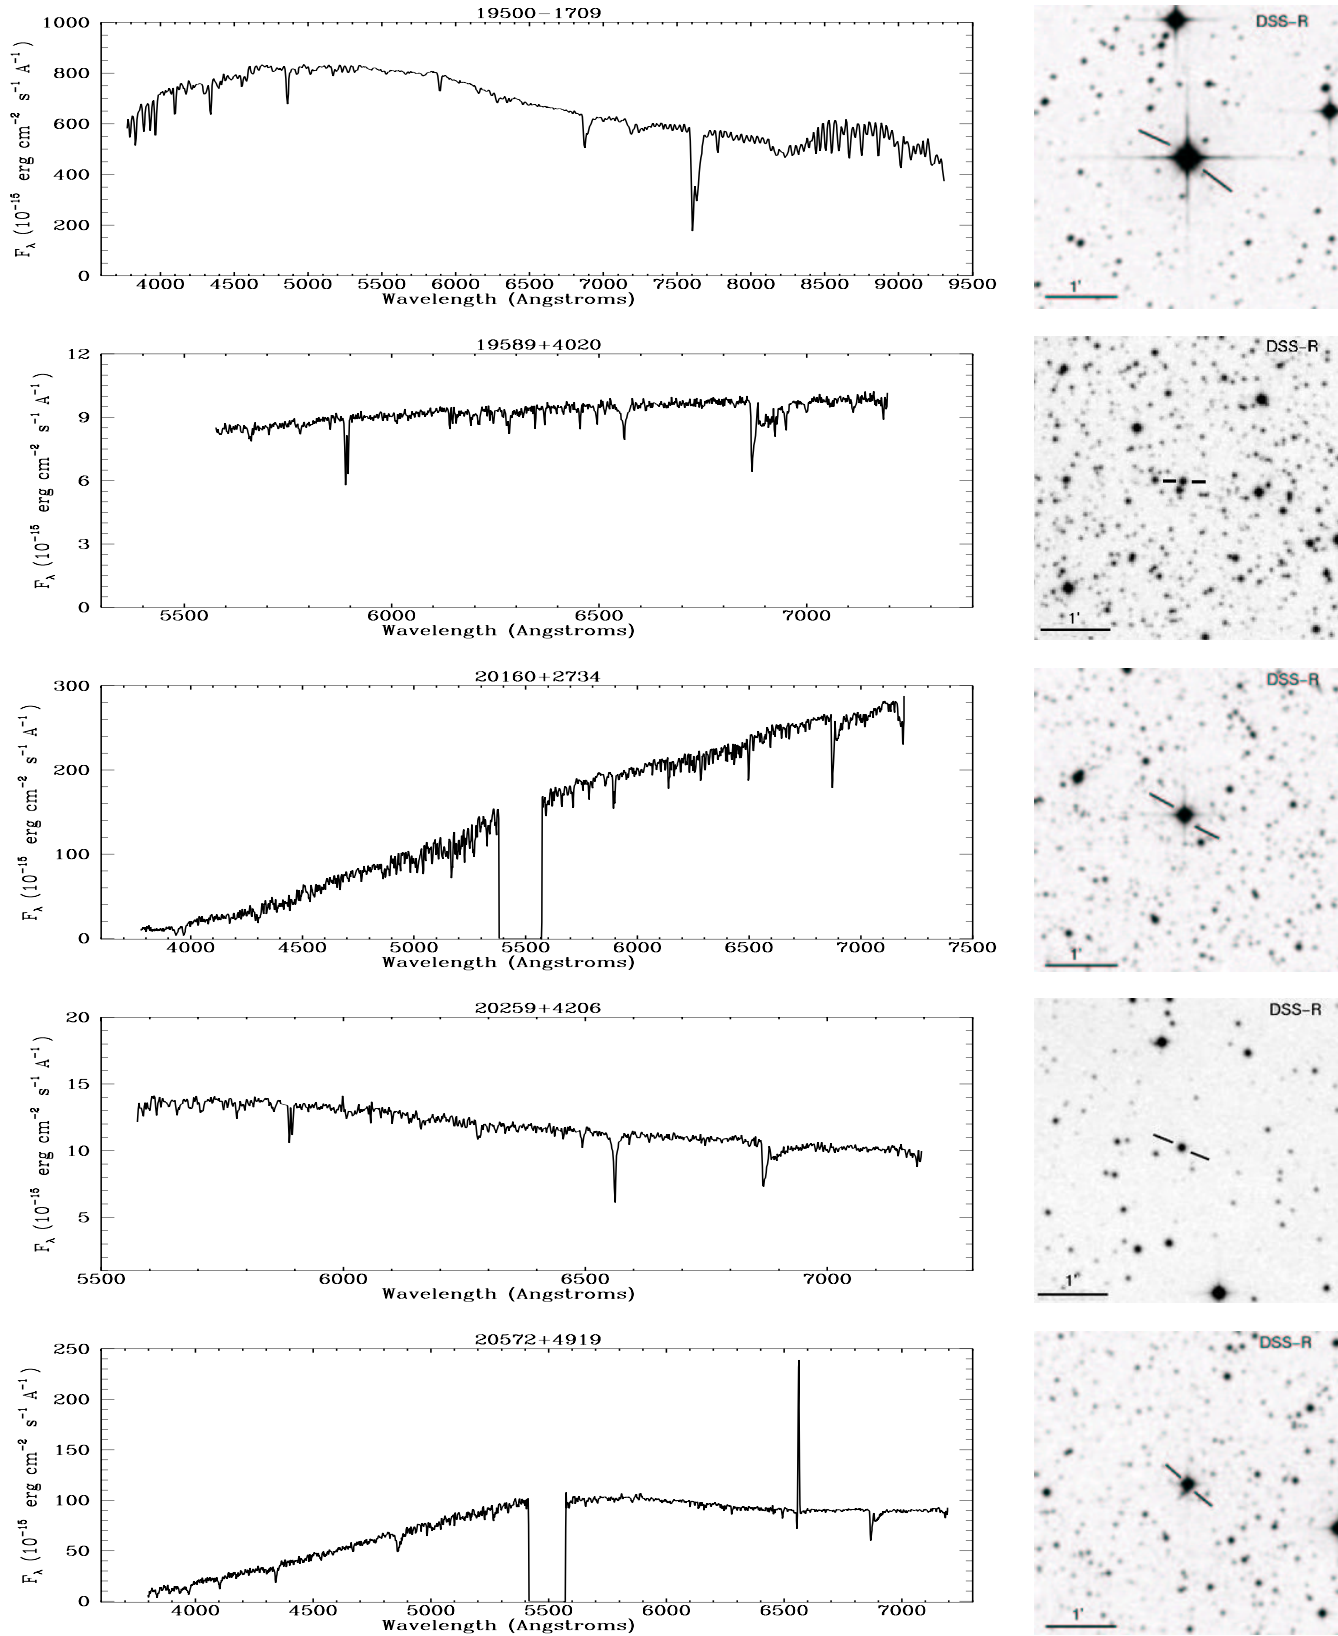 19500−1709
1000
800
600
400
200
0
F_λ (10^−15 erg cm^−2 s^−1 A^−1)
4000 4500 5000 5500 6000 6500 7000 7500 8000 8500 9000 9500
Wavelength (Angstroms)
DSS−R
1'
19589+4020
12
9
6
3
0
F_λ (10^−15 erg cm^−2 s^−1 A^−1)
5500 6000 6500 7000
Wavelength (Angstroms)
DSS−R
1'
20160+2734
300
200
100
0
F_λ (10^−15 erg cm^−2 s^−1 A^−1)
4000 4500 5000 5500 6000 6500 7000 7500
Wavelength (Angstroms)
DSS−R
1'
20259+4206
20
15
10
5
F_λ (10^−15 erg cm^−2 s^−1 A^−1)
5500 6000 6500 7000
Wavelength (Angstroms)
DSS−R
1'
20572+4919
250
200
150
100
50
0
F_λ (10^−15 erg cm^−2 s^−1 A^−1)
4000 4500 5000 5500 6000 6500 7000
Wavelength (Angstroms)
DSS−R
1'